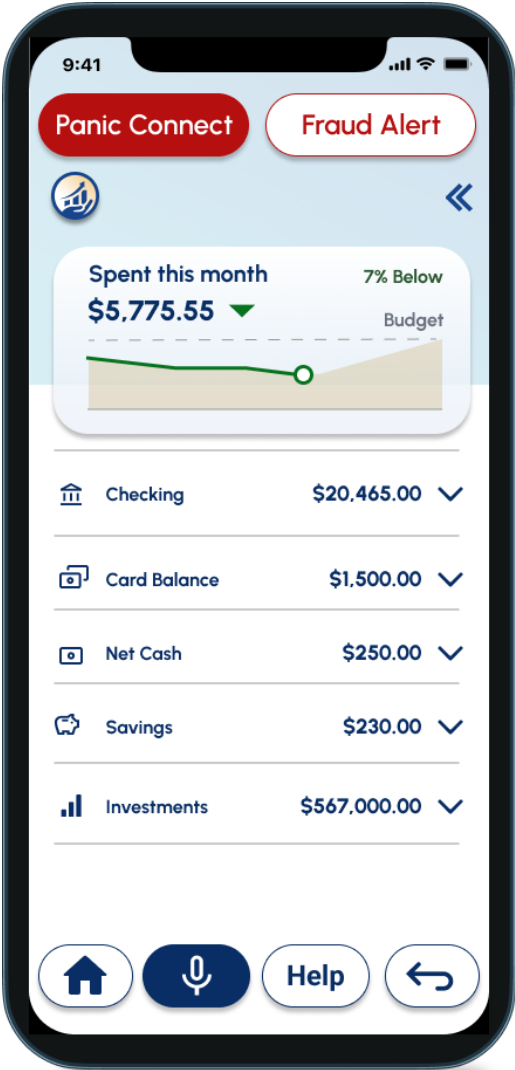 9:41
Panic Connect
Fraud Alert
Spent this month
7% Below
$5,775.55
Budget
Checking $20,465.00
Card Balance $1,500.00
Net Cash $250.00
Savings $230.00
Investments $567,000.00
Help